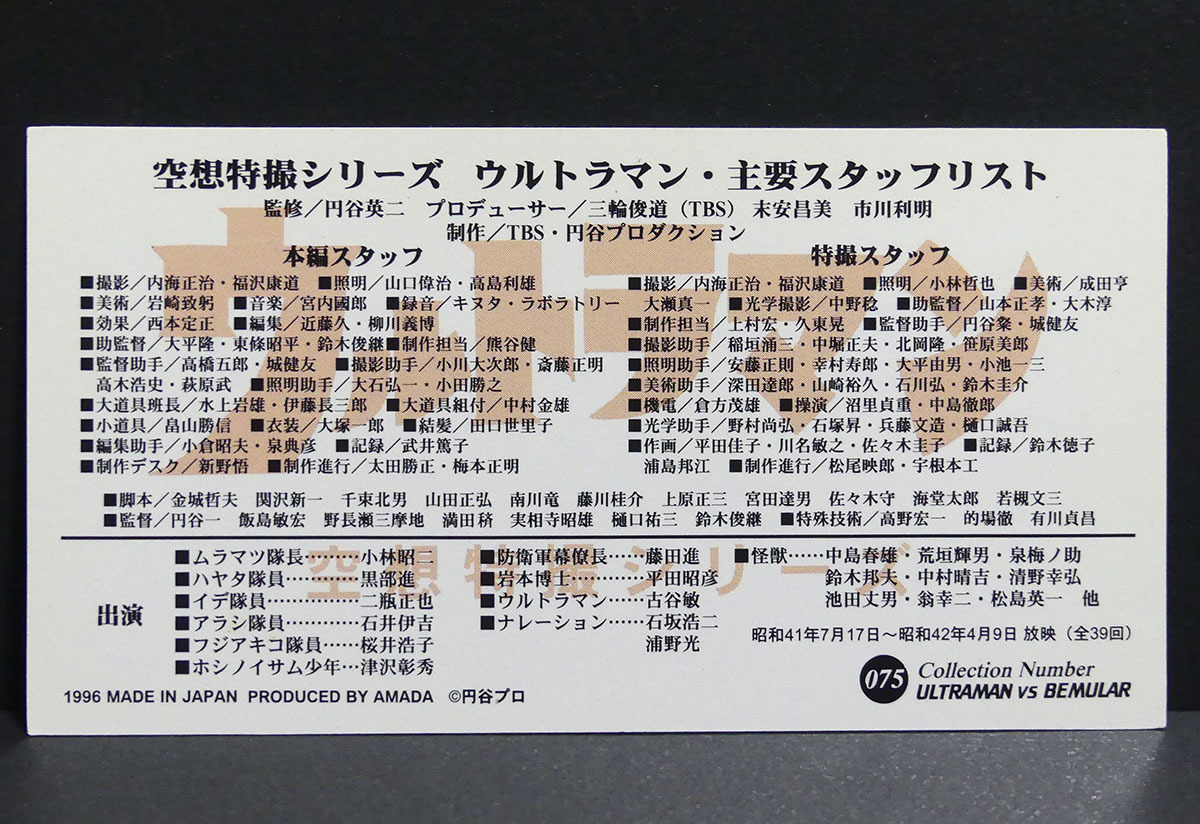 空想特撮シリーズ ウルトラマン・主要スタッフリスト
監修／円谷英二 プロデューサー／三輪俊道（TBS） 末安昌美 市川利明
制作／TBS・円谷プロダクション
本編スタッフ
■撮影／内海正治・福沢康道 ■照明／山口偉治・高島利雄
■美術／岩崎致躬 ■音楽／宮内國郎 ■録音／キヌタ・ラボラトリー
■効果／西本定正 ■編集／近藤久・柳川義博
■助監督／大平隆・東條昭平・鈴木俊継■制作担当／熊谷健
■監督助手／高橋五郎・城健友 ■撮影助手／小川大次郎・斎藤正明
高木浩史・萩原武 ■照明助手／大石弘一・小田勝之
■大道具班長／水上岩雄・伊藤長三郎 ■大道具組付／中村金雄
■小道具／畠山勝信 ■衣装／大塚一郎 ■結髪／田口世里子
■編集助手／小倉昭夫・泉典彦 ■記録／武井篤子
■制作デスク／新野悟 ■制作進行／太田勝正・梅本正明
特撮スタッフ
■撮影／内海正治・福沢康道 ■照明／小林哲也 ■美術／成田亨
大瀬真一 ■光学撮影／中野稔 ■助監督／山本正孝・大木淳
■制作担当／上村宏・久東晃 ■監督助手／円谷粲・城健友
■撮影助手／稲垣涌三・中堀正夫・北岡隆・笹原美郎
■照明助手／安藤正則・幸村寿郎・大平由男・小池一三
■美術助手／深田達郎・山崎裕久・石川弘・鈴木圭介
■機電／倉方茂雄 ■操演／沼里貞重・中島徹郎
■光学助手／野村尚弘・石塚昇・兵藤文造・樋口誠吾
■作画／平田佳子・川名敏之・佐々木圭子 ■記録／鈴木徳子
浦島邦江 ■制作進行／松尾映郎・宇根本工
■脚本／金城哲夫 関沢新一 千束北男 山田正弘 南川竜 藤川桂介 上原正三 宮田達男 佐々木守 海堂太郎 若槻文三
■監督／円谷一 飯島敏宏 野長瀬三摩地 満田𥡴 実相寺昭雄 樋口祐三 鈴木俊継 ■特殊技術／高野宏一 的場徹 有川貞昌
出演
■ムラマツ隊長………小林昭二
■ハヤタ隊員…………黒部進
■イデ隊員……………二瓶正也
■アラシ隊員…………石井伊吉
■フジアキコ隊員……桜井浩子
■ホシノイサム少年…津沢彰秀
■防衛軍幕僚長……藤田進
■岩本博士…………平田昭彦
■ウルトラマン……古谷敏
■ナレーション……石坂浩二
浦野光
■怪獣……中島春雄・荒垣輝男・泉梅ノ助
鈴木邦夫・中村晴吉・清野幸弘
池田丈男・翁幸二・松島英一 他
昭和41年7月17日〜昭和42年4月9日 放映（全39回）
075 Collection Number
ULTRAMAN vs BEMULAR
1996 MADE IN JAPAN PRODUCED BY AMADA ©円谷プロ
ウルトラマン
空想特撮シリーズ